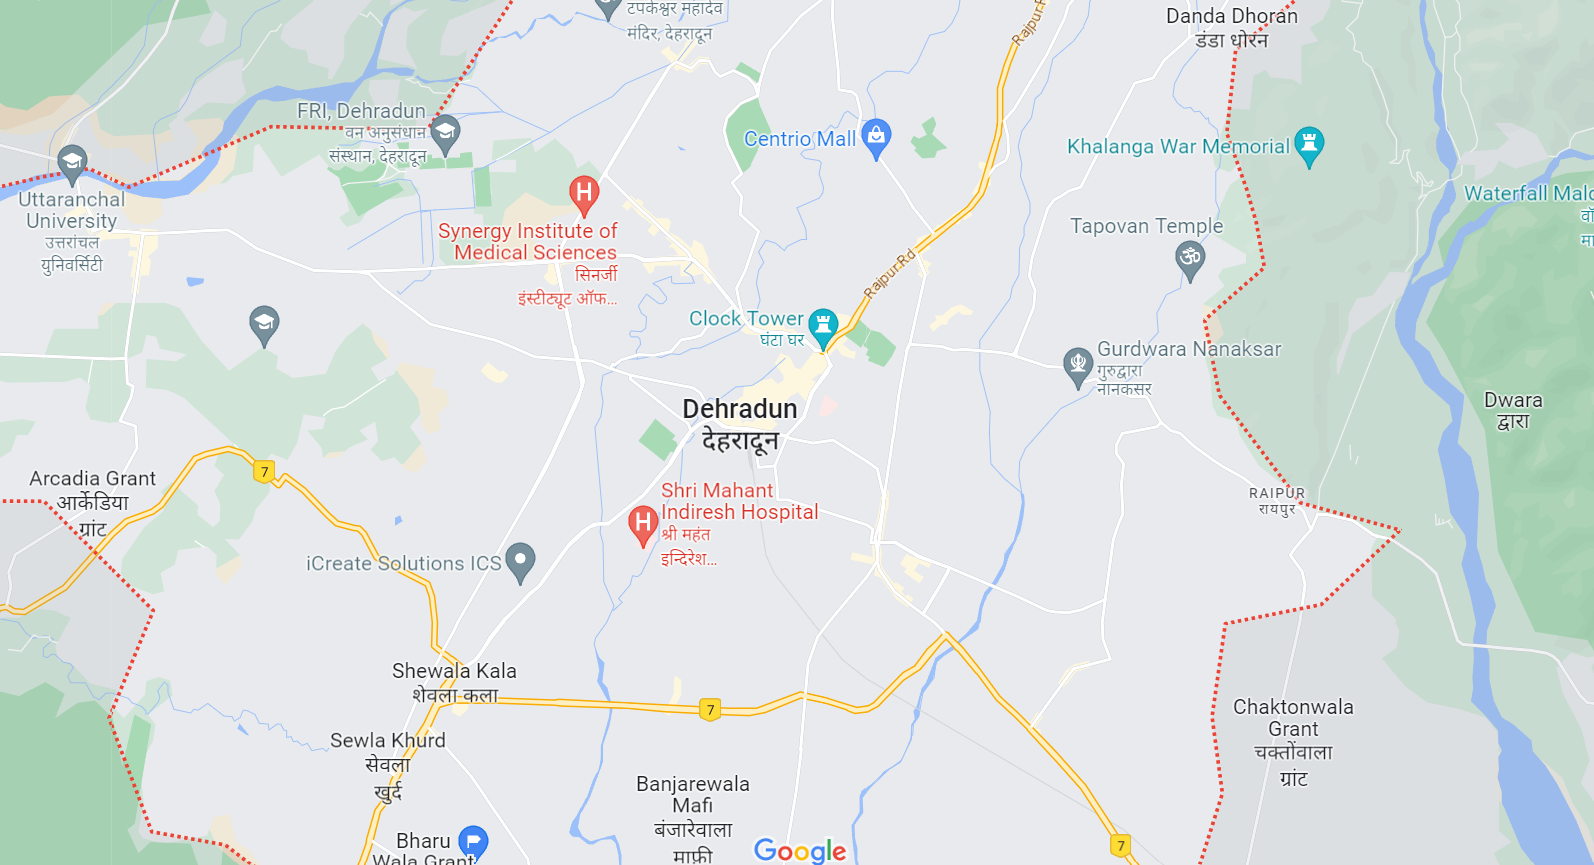 टपकेश्वर महादेव
मंदिर, देहरादून
Rajpur R
Danda Dhoran
डंडा धोरन
FRI, Dehradun
वन अनुसंधान
संस्थान, देहरादून
Centrio Mall
Khalanga War Memorial
Uttaranchal
University
उत्तरांचल
युनिवर्सिटी
Synergy Institute of
Medical Sciences
सिनर्जी
इंस्टीट्यूट ऑफ...
Tapovan Temple
Waterfall Mald
वॉ
मा
Rajpur Rd
Clock Tower
घंटा घर
Gurdwara Nanaksar
गुरुद्वारा
नानकसर
Dehradun
देहरादून
Dwara
द्वारा
7
Arcadia Grant
आर्केडिया
ग्रांट
Shri Mahant
Indiresh Hospital
श्री महंत
इन्दिरेश...
RAIPUR
रायपुर
iCreate Solutions ICS
Shewala Kala
शेवला कला
7
Sewla Khurd
सेवला
खुर्द
Chaktonwala
Grant
चक्तोंवाला
ग्रांट
Banjarewala
Mafi
बंजारेवाला
माफ़ी
Bharu
Wala Grant
Google
7